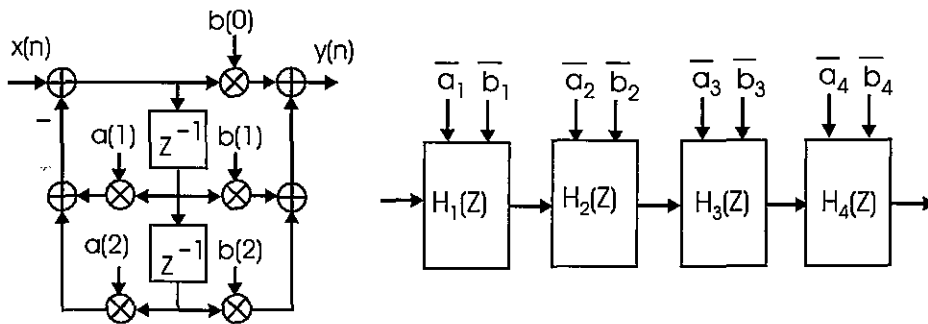 b(0)
x(n)
y(n)
−
z⁻¹
a(1)
b(1)
z⁻¹
a(2)
b(2)
a̅₁ b̅₁ a̅₂ b̅₂ a̅₃ b̅₃ a̅₄ b̅₄
H₁(Z) H₂(Z) H₃(Z) H₄(Z)